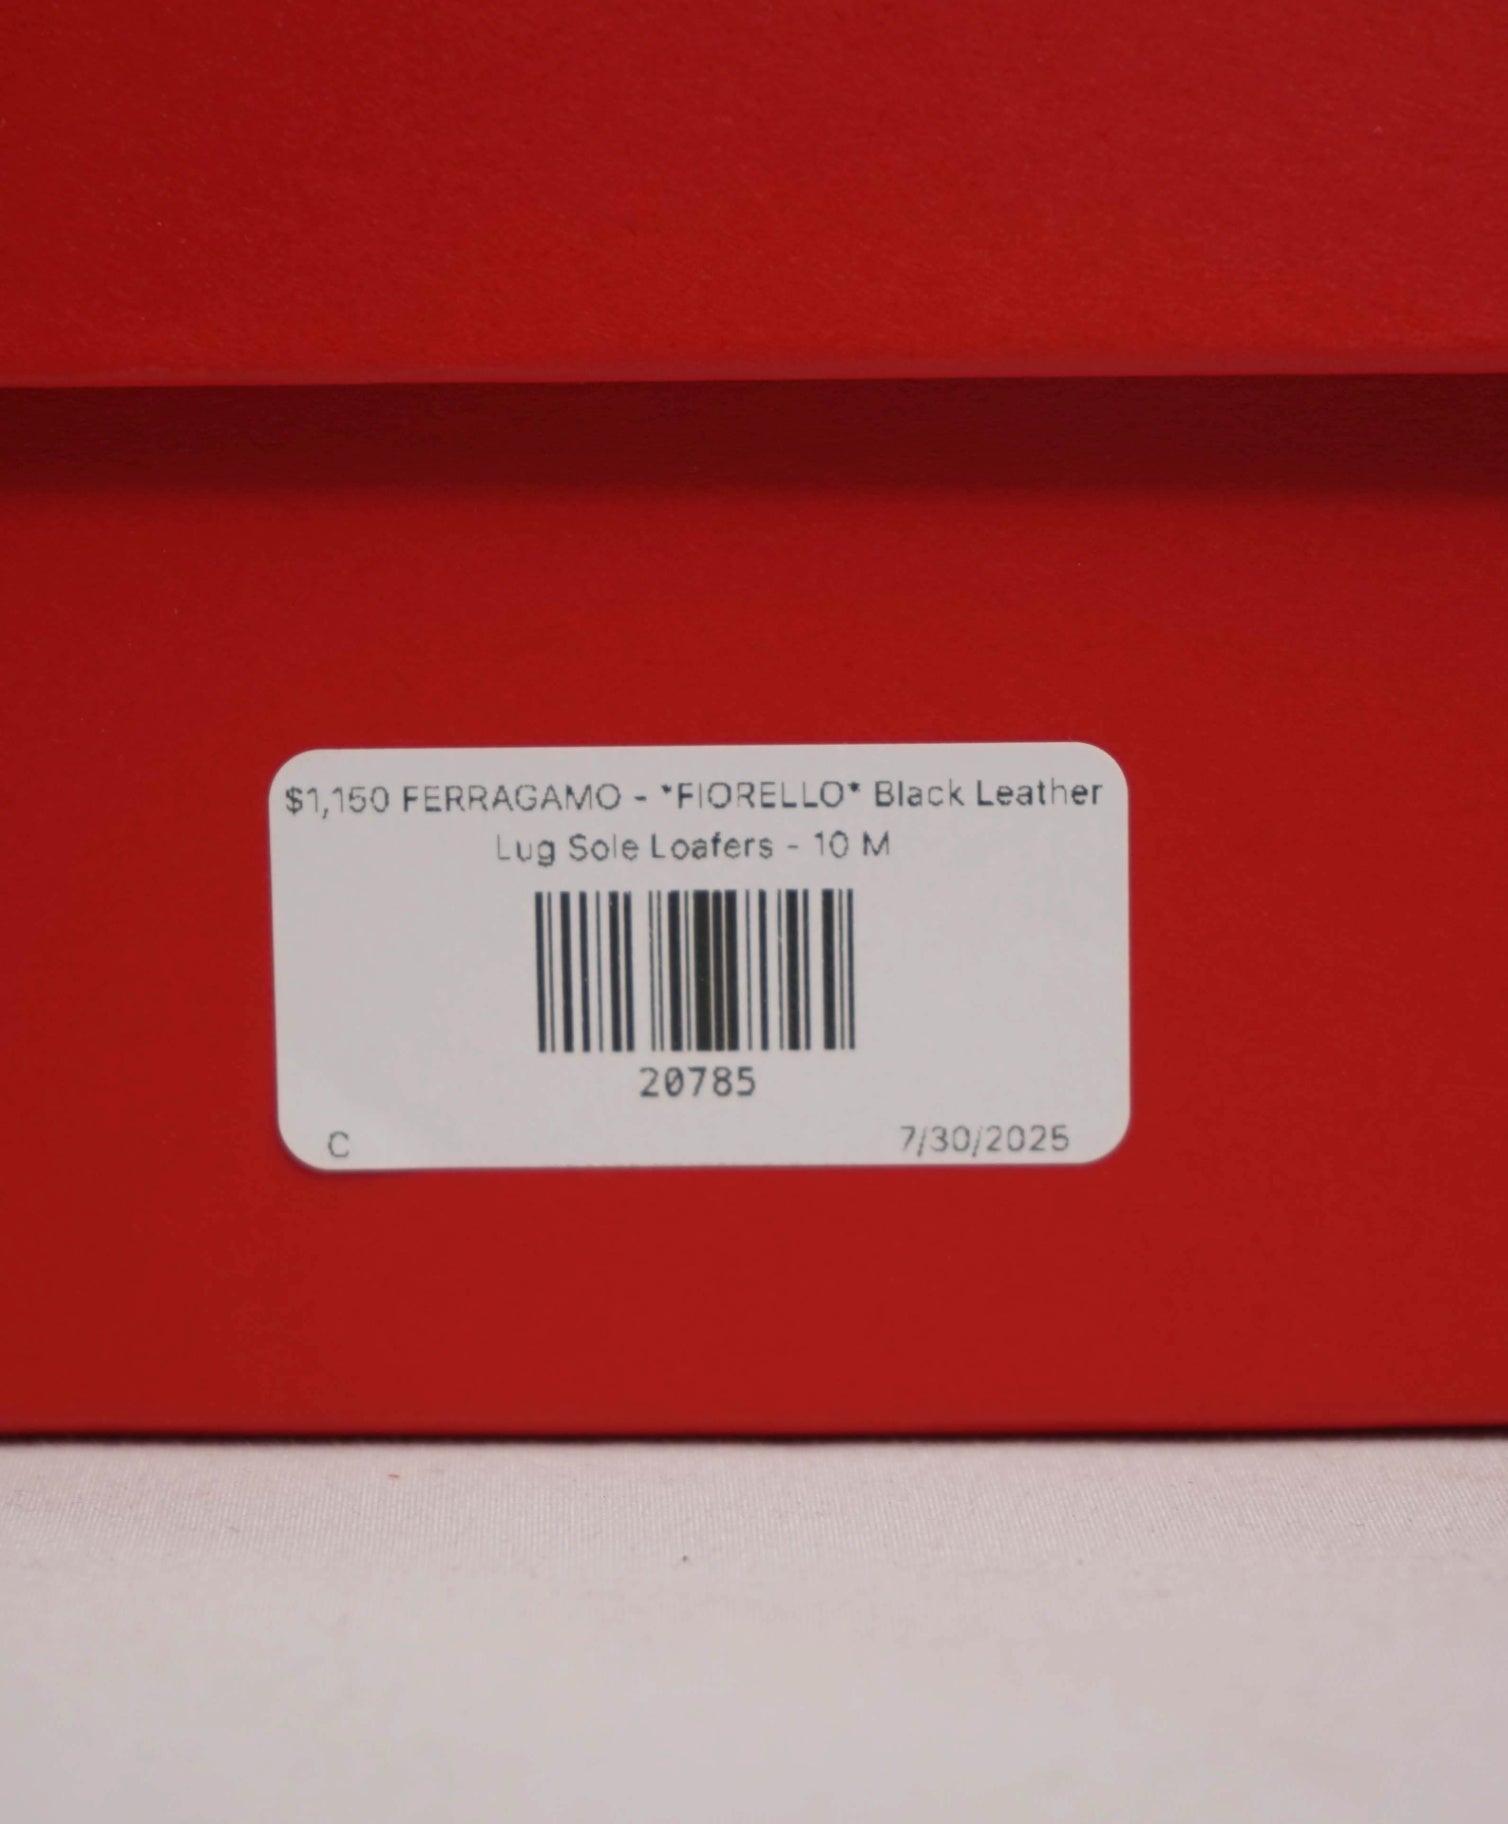 $1,150 FERRAGAMO - *FIORELLO* Black Leather
Lug Sole Loafers - 10 M
20785
C
7/30/2025